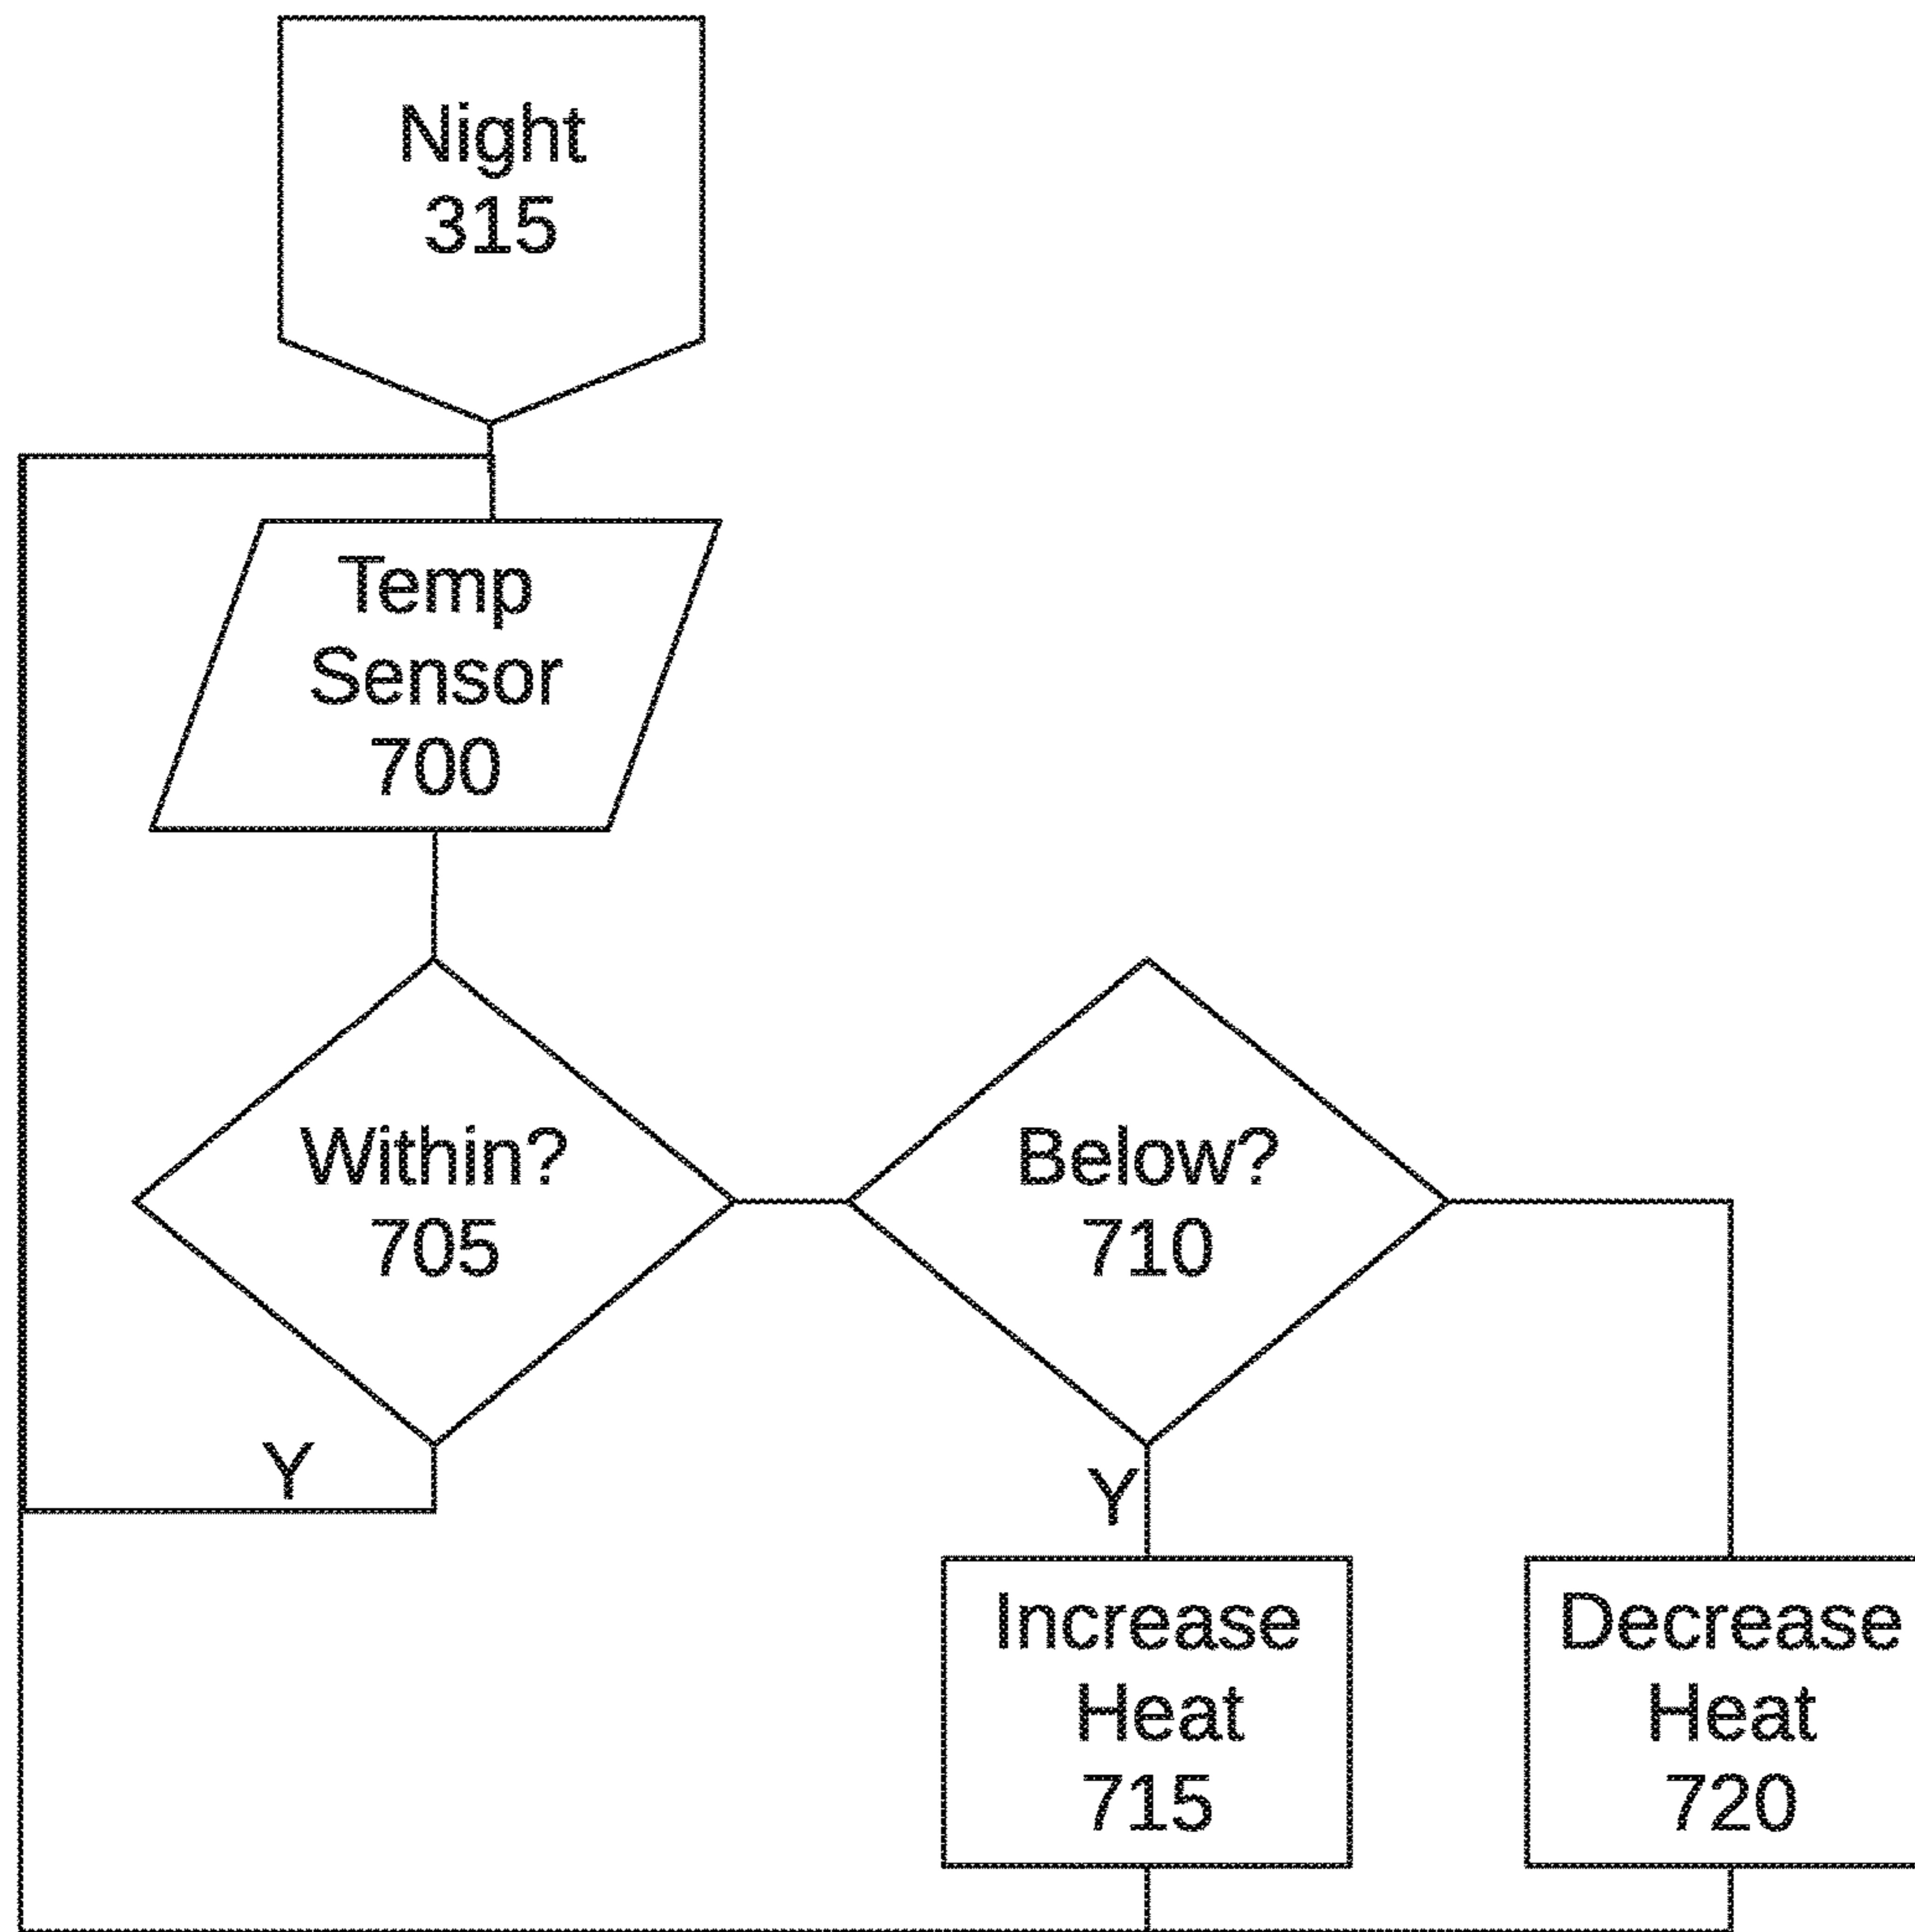 Night
315
Temp
Sensor
700
Within?
705
Below?
710
Y
Y
Increase
Heat
715
Decrease
Heat
720